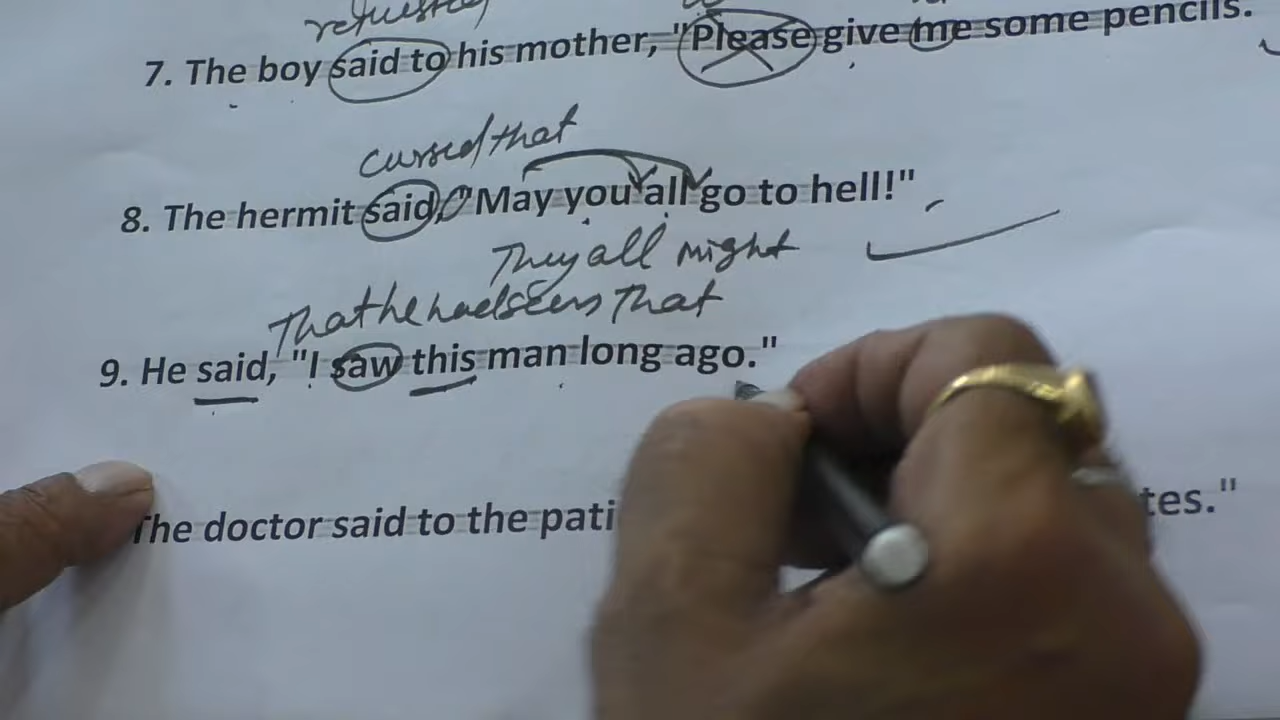 requested
7. The boy said to his mother, "Please give me some pencils.
cursed that
8. The hermit said, "May you all go to hell!"
They all might
That he had seen that
9. He said, "I saw this man long ago."
The doctor said to the pati tes."